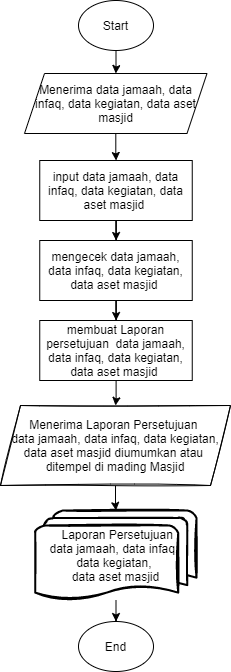 Start
Menerima data jamaah, data
infaq, data kegiatan, data aset
masjid
input data jamaah, data
infaq, data kegiatan, data
aset masjid
mengecek data jamaah,
data infaq, data kegiatan,
data aset masjid
membuat Laporan
persetujuan data jamaah,
data infaq, data kegiatan,
data aset masjid
Menerima Laporan Persetujuan
data jamaah, data infaq, data kegiatan,
data aset masjid diumumkan atau
ditempel di mading Masjid
Laporan Persetujuan
data jamaah, data infaq,
data kegiatan,
data aset masjid
End